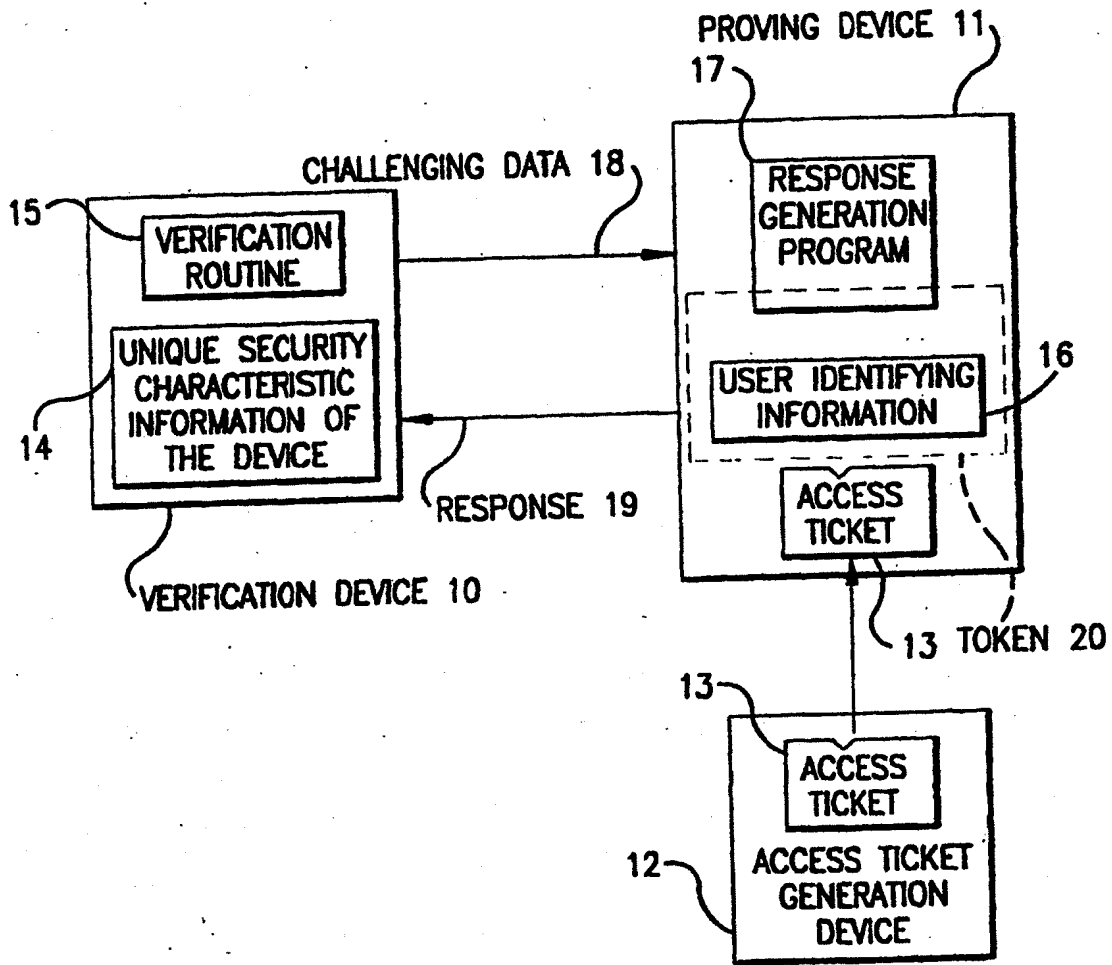 PROVING DEVICE 11
17
CHALLENGING DATA 18
RESPONSE
GENERATION
PROGRAM
15
VERIFICATION
ROUTINE
UNIQUE SECURITY
CHARACTERISTIC
INFORMATION OF
THE DEVICE
14
USER IDENTIFYING
INFORMATION
16
RESPONSE 19
ACCESS
TICKET
VERIFICATION DEVICE 10
13
TOKEN 20
13
ACCESS
TICKET
12
ACCESS TICKET
GENERATION
DEVICE